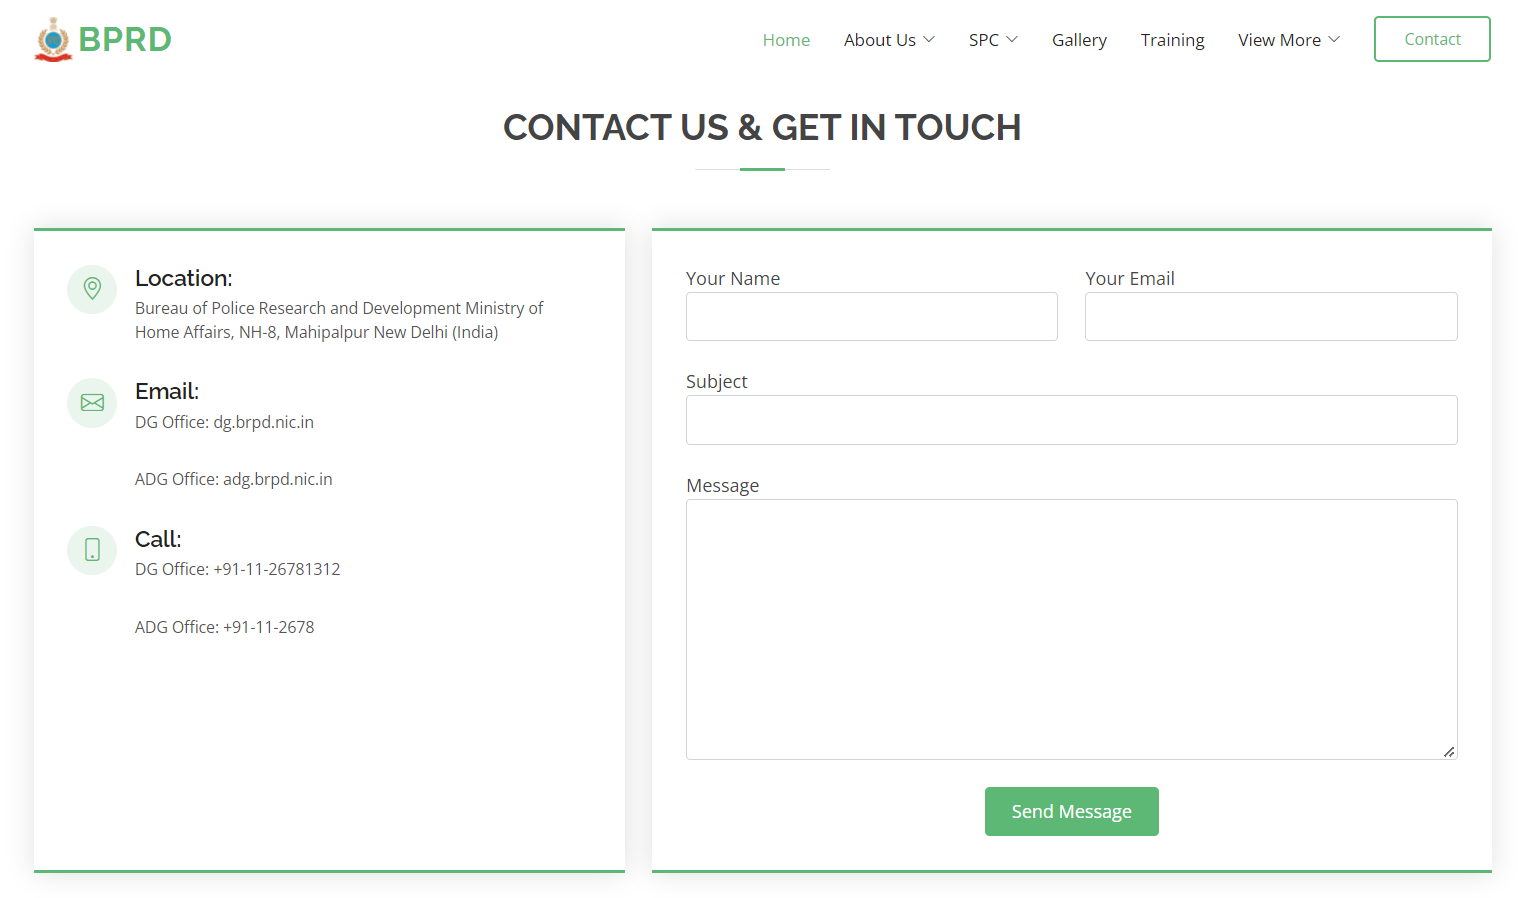 BPRD
Home
About Us
SPC
Gallery
Training
View More
Contact
CONTACT US & GET IN TOUCH
Location:
Bureau of Police Research and Development Ministry of
Home Affairs, NH-8, Mahipalpur New Delhi (India)
Email:
DG Office: dg.brpd.nic.in
ADG Office: adg.brpd.nic.in
Call:
DG Office: +91-11-26781312
ADG Office: +91-11-2678
Your Name
Your Email
Subject
Message
Send Message